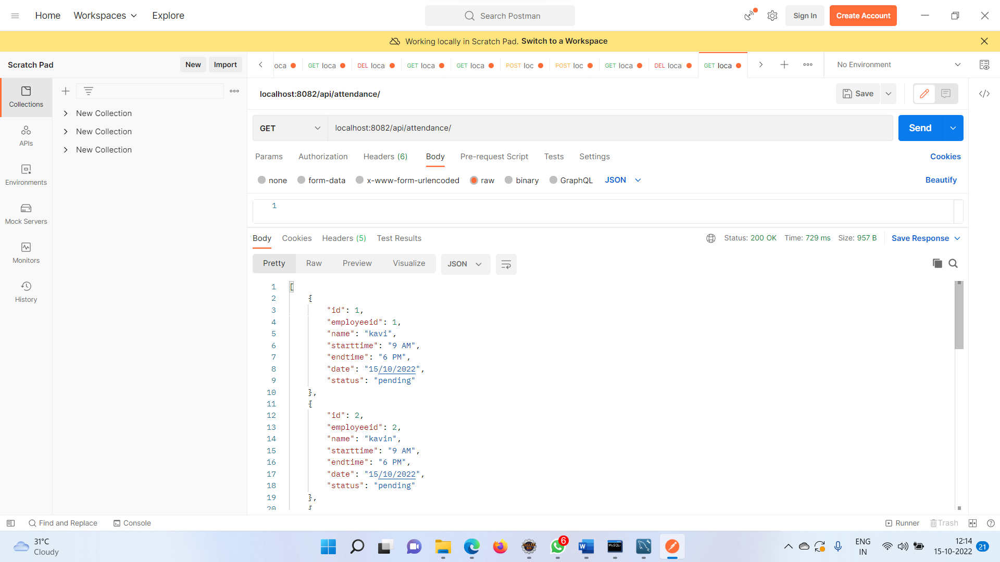 Home Workspaces Explore Search Postman Sign In Create Account
Working locally in Scratch Pad. Switch to a Workspace
Scratch Pad New Import oca GET loca DEL local GET loca GET loca POST loc POST loc GET loca DEL local GET loca No Environment
Collections
New Collection
New Collection
New Collection
APIs
Environments
Mock Servers
Monitors
History
localhost:8082/api/attendance/ Save
GET localhost:8082/api/attendance/ Send
Params Authorization Headers (6) Body Pre-request Script Tests Settings Cookies
none form-data x-www-form-urlencoded raw binary GraphQL JSON Beautify
1
Body Cookies Headers (5) Test Results Status: 200 OK Time: 729 ms Size: 957 B Save Response
Pretty Raw Preview Visualize JSON
1 [
2 {
3 "id": 1,
4 "employeeid": 1,
5 "name": "kavi",
6 "starttime": "9 AM",
7 "endtime": "6 PM",
8 "date": "15/10/2022",
9 "status": "pending"
10 },
11 {
12 "id": 2,
13 "employeeid": 2,
14 "name": "kavin",
15 "starttime": "9 AM",
16 "endtime": "6 PM",
17 "date": "15/10/2022",
18 "status": "pending"
19 },
20 {
Find and Replace Console Runner Trash
31°C
Cloudy
6
MySQL
ENG
IN
12:14
15-10-2022
21